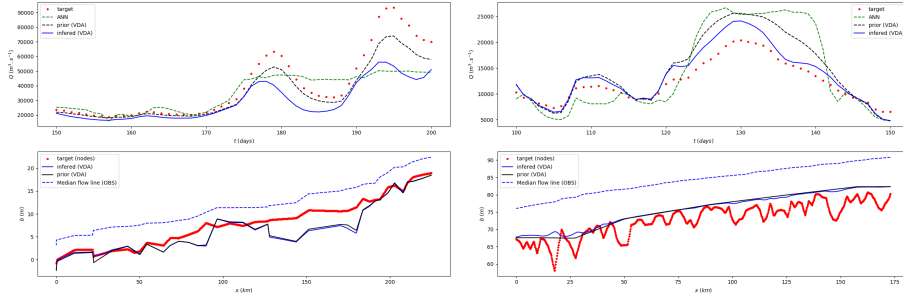 target
ANN
prior (VDA)
infered (VDA)
Q (m³.s⁻¹)
90000
80000
70000
60000
50000
40000
30000
20000
150
160
170
180
190
200
t (days)
target
ANN
prior (VDA)
infered (VDA)
Q (m³.s⁻¹)
25000
20000
15000
10000
5000
100
110
120
130
140
150
t (days)
target (nodes)
infered (VDA)
prior (VDA)
Median flow line (OBS)
b (m)
20
15
10
5
0
0
50
100
150
200
x (km)
target (nodes)
infered (VDA)
prior (VDA)
Median flow line (OBS)
b (m)
90
85
80
75
70
65
60
0
25
50
75
100
125
150
175
x (km)